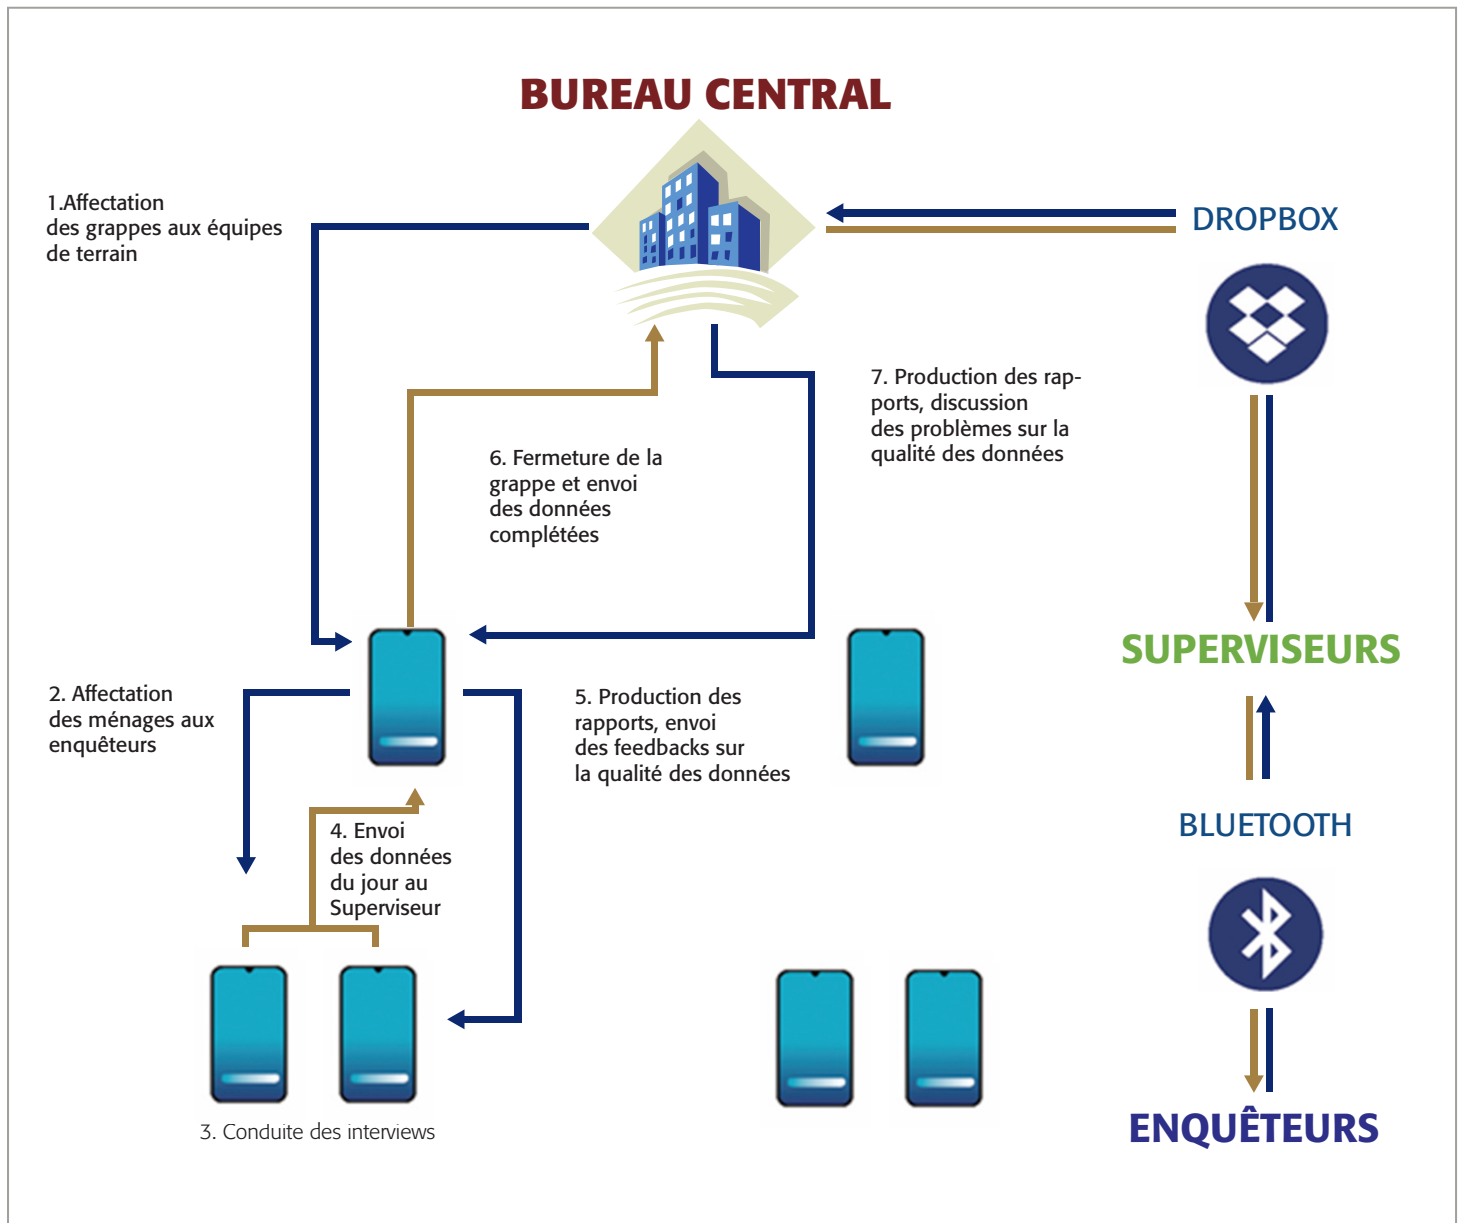 BUREAU CENTRAL
1.Affectation
des grappes aux équipes
de terrain
DROPBOX
7. Production des rap-
ports, discussion
des problèmes sur la
qualité des données
6. Fermeture de la
grappe et envoi
des données
complétées
SUPERVISEURS
2. Affectation
des ménages aux
enquêteurs
5. Production des
rapports, envoi
des feedbacks sur
la qualité des données
4. Envoi
des données
du jour au
Superviseur
BLUETOOTH
3. Conduite des interviews
ENQUÊTEURS